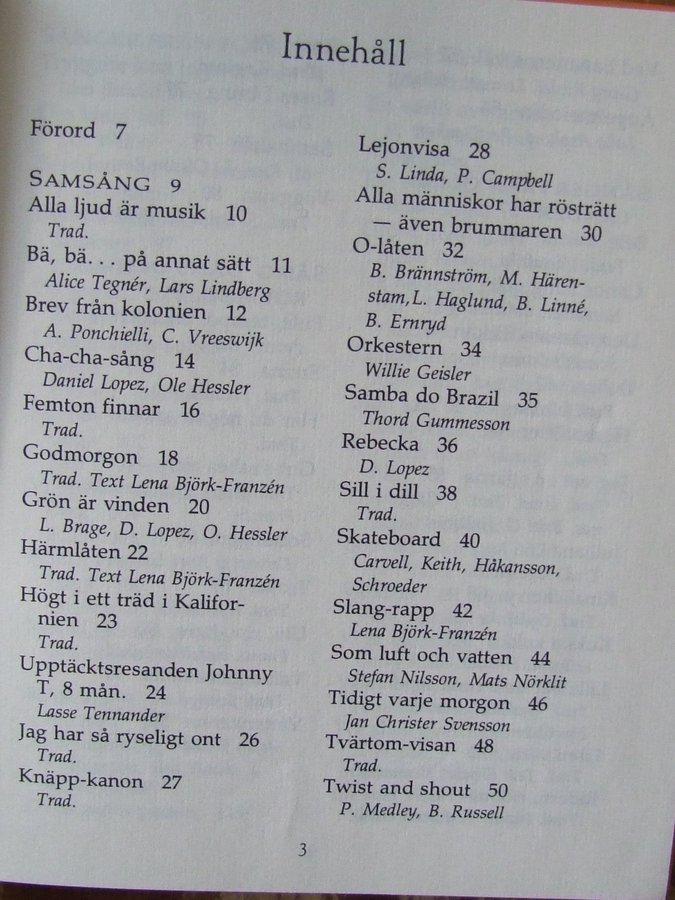 Innehåll
Förord 7
SAMSÅNG 9
Alla ljud är musik 10
Trad.
Bä, bä... på annat sätt 11
Alice Tegnér, Lars Lindberg
Brev från kolonien 12
A. Ponchielli, C. Vreeswijk
Cha-cha-sång 14
Daniel Lopez, Ole Hessler
Femton finnar 16
Trad.
Godmorgon 18
Trad. Text Lena Björk-Franzén
Grön är vinden 20
L. Brage, D. Lopez, O. Hessler
Härmlåten 22
Trad. Text Lena Björk-Franzén
Högt i ett träd i Kalifor-
nien 23
Trad.
Upptäcktsresanden Johnny
T, 8 mån. 24
Lasse Tennander
Jag har så ryseligt ont 26
Trad.
Knäpp-kanon 27
Trad.
Lejonvisa 28
S. Linda, P. Campbell
Alla människor har rösträtt
— även brummaren 30
O-låten 32
B. Brännström, M. Hären-
stam, L. Haglund, B. Linné,
B. Ernryd
Orkestern 34
Willie Geisler
Samba do Brazil 35
Thord Gummesson
Rebecka 36
D. Lopez
Sill i dill 38
Trad.
Skateboard 40
Carvell, Keith, Håkansson,
Schroeder
Slang-rapp 42
Lena Björk-Franzén
Som luft och vatten 44
Stefan Nilsson, Mats Nörklit
Tidigt varje morgon 46
Jan Christer Svensson
Tvärtom-visan 48
Trad.
Twist and shout 50
P. Medley, B. Russell
3